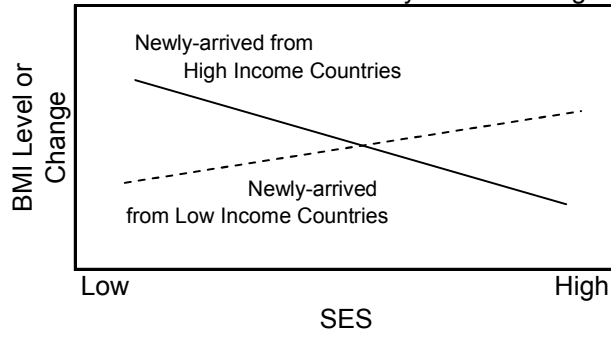 Newly-arrived from
High Income Countries
BMI Level or
Change
Newly-arrived
from Low Income Countries
Low
High
SES